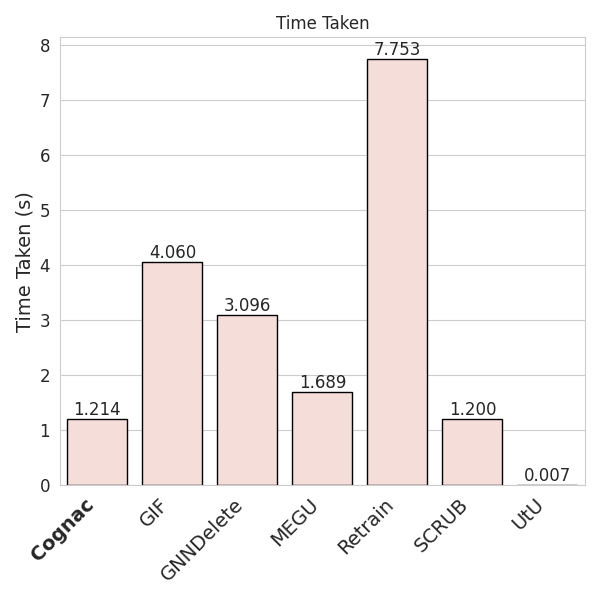 Time Taken
Time Taken (s)
8
7
6
5
4
3
2
1
0
1.214
4.060
3.096
1.689
7.753
1.200
0.007
Cognac
GIF
GNNDelete
MEGU
Retrain
SCRUB
UtU